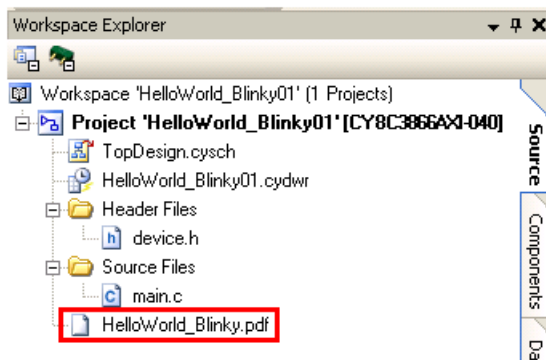 Workspace Explorer
Workspace 'HelloWorld_Blinky01' (1 Projects)
Project 'HelloWorld_Blinky01' [CY8C3866AXI-040]
TopDesign.cysch
HelloWorld_Blinky01.cydwr
Header Files
h device.h
Source Files
c main.c
HelloWorld_Blinky.pdf
Source
Components
Da